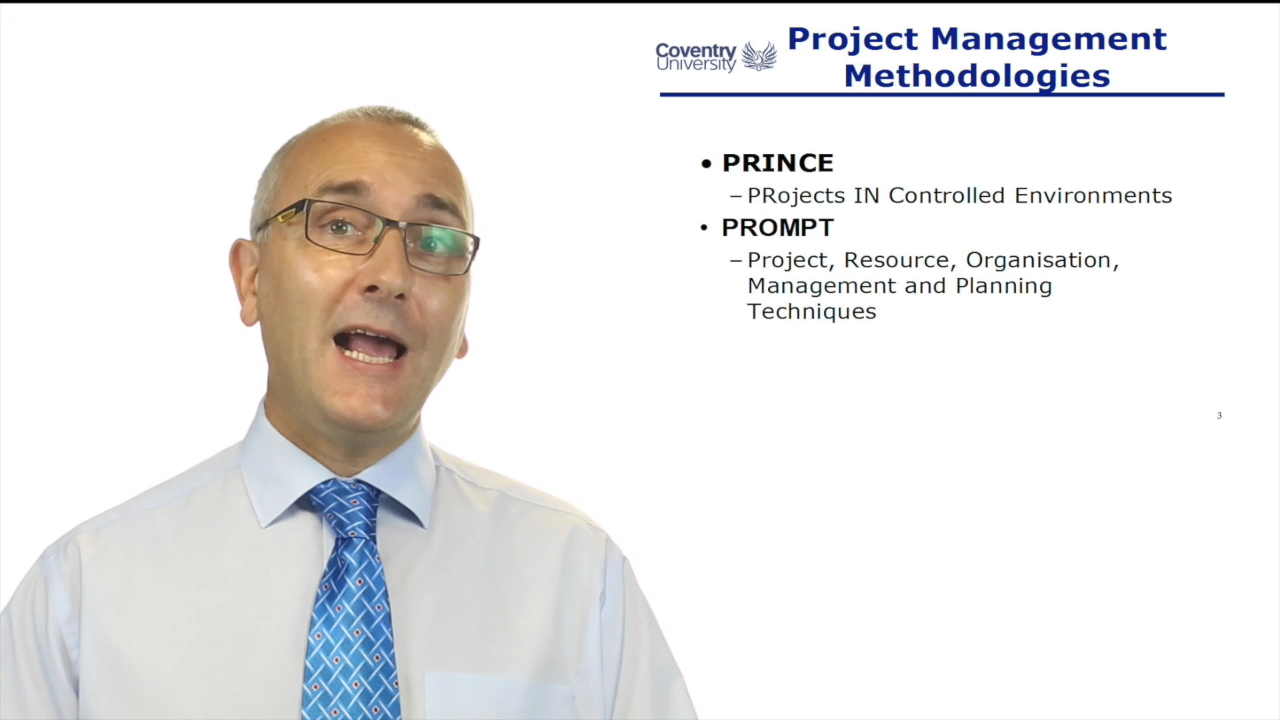 Coventry
University
Project Management
Methodologies
• PRINCE
– PRojects IN Controlled Environments
• PROMPT
– Project, Resource, Organisation,
Management and Planning
Techniques
3